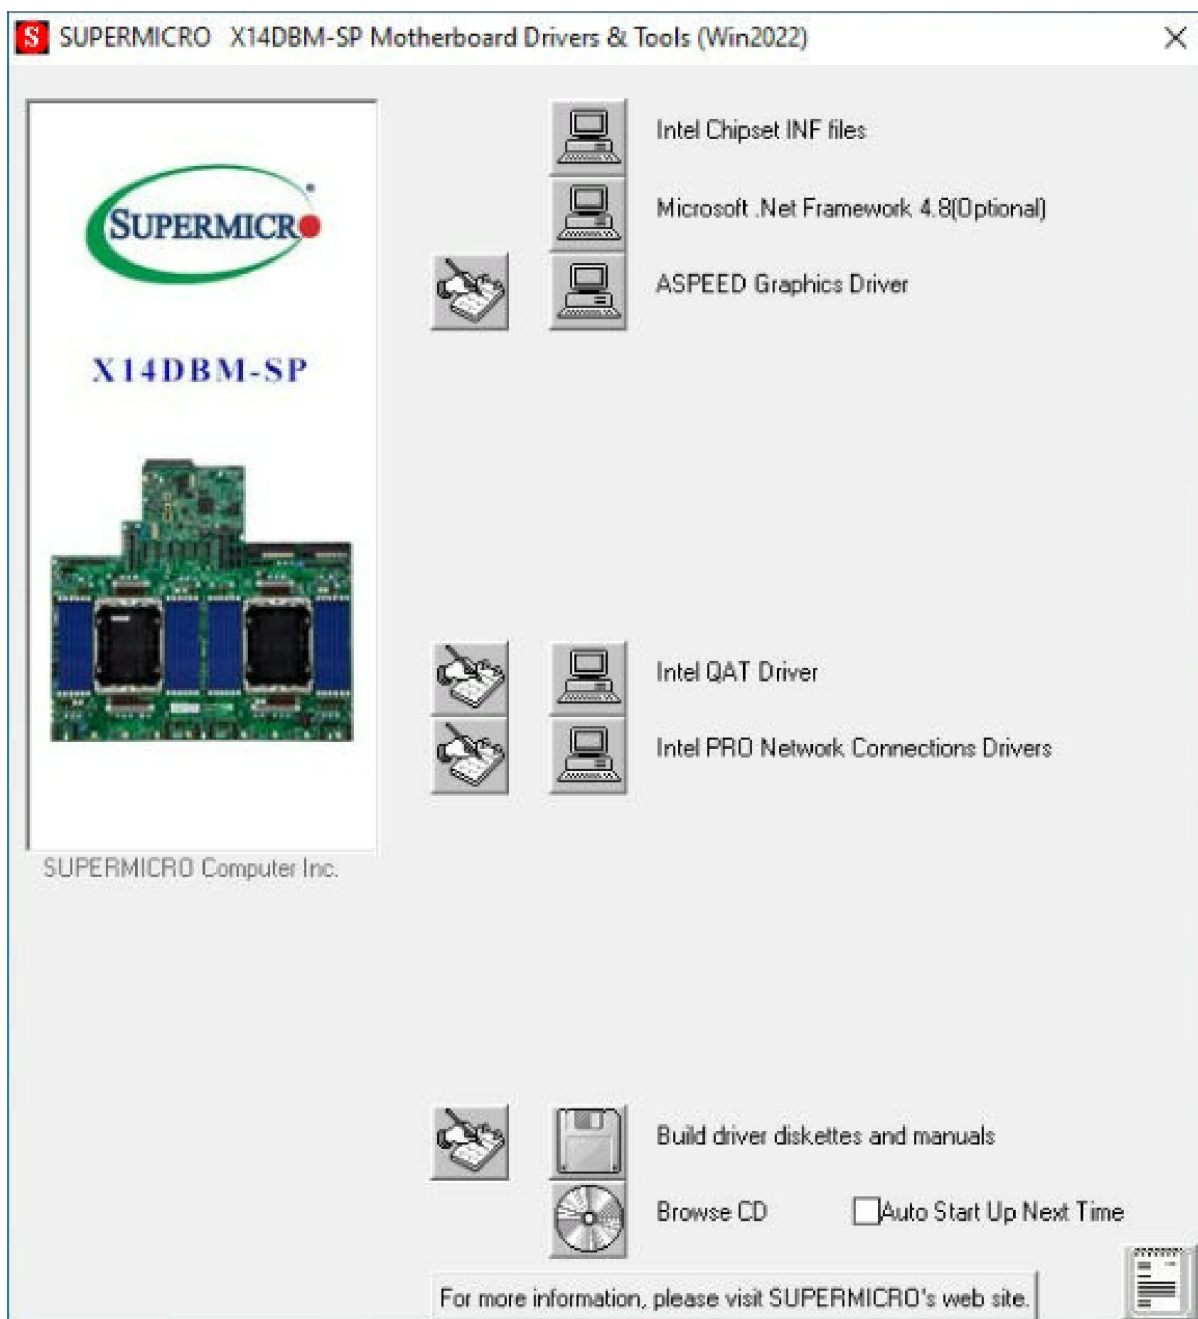 S SUPERMICRO X14DBM-SP Motherboard Drivers & Tools (Win2022)
SUPERMICRO
X14DBM-SP
SUPERMICRO Computer Inc.
Intel Chipset INF files
Microsoft .Net Framework 4.8(Optional)
ASPEED Graphics Driver
Intel QAT Driver
Intel PRO Network Connections Drivers
Build driver diskettes and manuals
Browse CD Auto Start Up Next Time
For more information, please visit SUPERMICRO's web site.